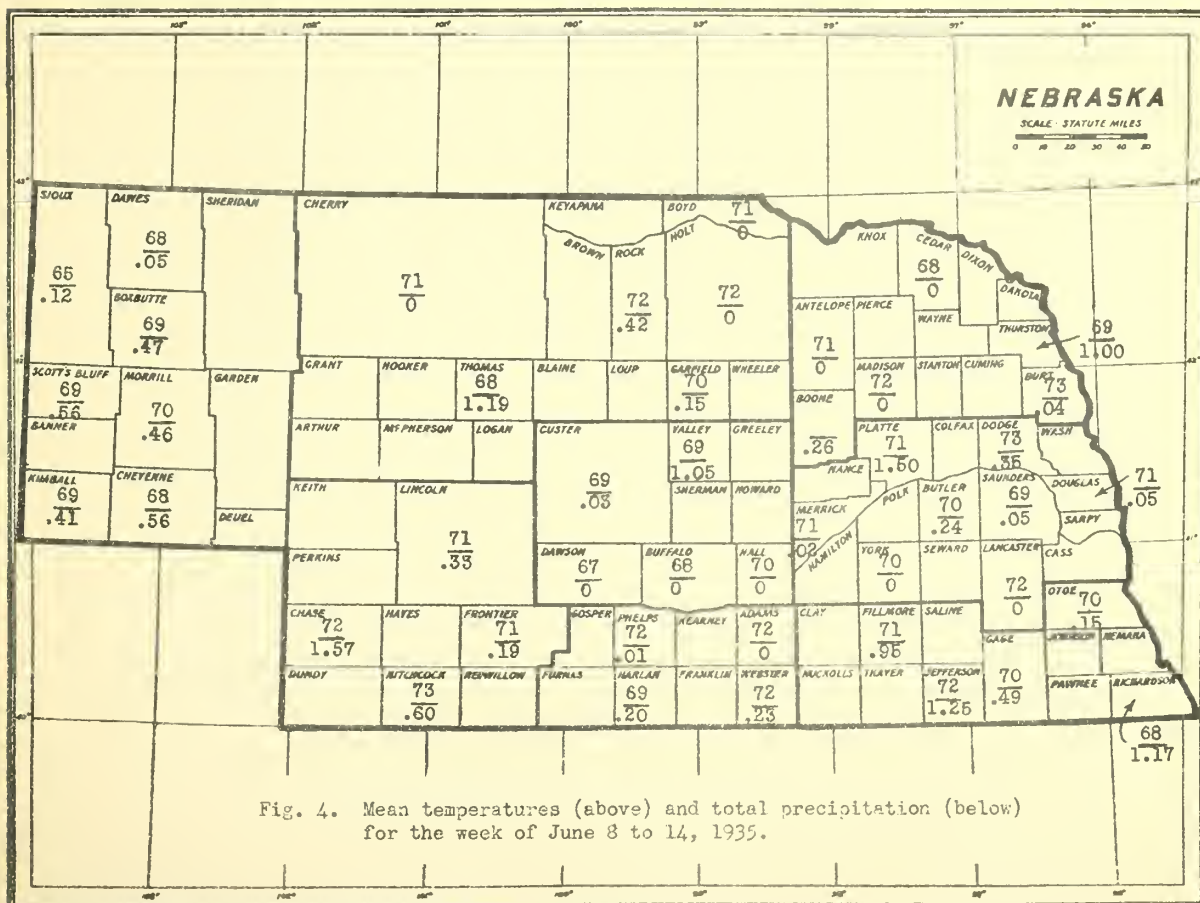 105° 102° 101° 100° 99° 99° 97° 96°
NEBRASKA
SCALE - STATUTE MILES
0 10 20 30 40 50
SIOUX
65
.12
DAWES
68
.05
BOXBUTTE
69
.47
SHERIDAN
CHERRY
71
0
KEYAPAHA
BROWN
ROCK
72
.42
BOYD
71
0
HOLT
72
0
KNOX
CEDAR
68
0
DIXON
DAKOTA
ANTELOPE
71
0
PIERCE
WAYNE
THURSTON
69
1.00
SCOTT'S BLUFF
69
.56
MORRILL
70
.46
GARDEN
GRANT
HOOKER
THOMAS
68
1.19
BLAINE
LOUP
GARFIELD
70
.15
WHEELER
BOONE
.26
MADISON
72
0
STANTON
CUMING
BURT
73
04
BANNER
ARTHUR
McPHERSON
LOGAN
CUSTER
69
.03
VALLEY
69
1.05
GREELEY
NANCE
PLATTE
71
1.50
COLFAX
DODGE
73
.35
WASH
KIMBALL
69
.41
CHEYENNE
68
.56
DEUEL
KEITH
LINCOLN
71
.33
SHERMAN
HOWARD
MERRICK
71
.02
HAMILTON
POLK
BUTLER
70
.24
SAUNDERS
69
.05
DOUGLAS
71
.05
SARPY
PERKINS
DAWSON
67
0
BUFFALO
68
0
HALL
70
0
YORK
70
0
SEWARD
LANCASTER
72
0
CASS
OTOE
70
.15
CHASE
72
1.57
HAYES
FRONTIER
71
.19
GOSPER
PHELPS
72
.01
KEARNEY
ADAMS
72
0
CLAY
FILLMORE
71
.95
SALINE
GAGE
70
.49
JOHNSON
NEMAHA
DUNDY
HITCHCOCK
73
.60
REDWILLOW
FURNAS
HARLAN
69
.20
FRANKLIN
WEBSTER
72
.23
NUCKOLLS
THAYER
JEFFERSON
72
1.25
PAWNEE
RICHARDSON
68
1.17
Fig. 4. Mean temperatures (above) and total precipitation (below)
for the week of June 8 to 14, 1935.